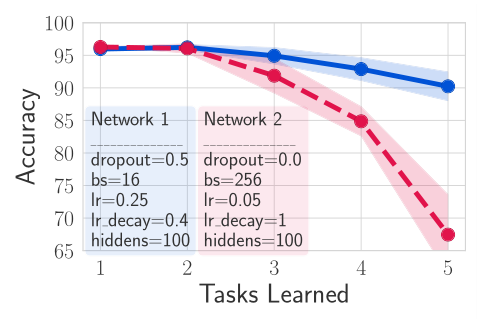 100
95
90
85
80
75
70
65
Accuracy
Network 1
dropout=0.5
bs=16
lr=0.25
lr_decay=0.4
hiddens=100
Network 2
dropout=0.0
bs=256
lr=0.05
lr_decay=1
hiddens=100
1 2 3 4 5
Tasks Learned